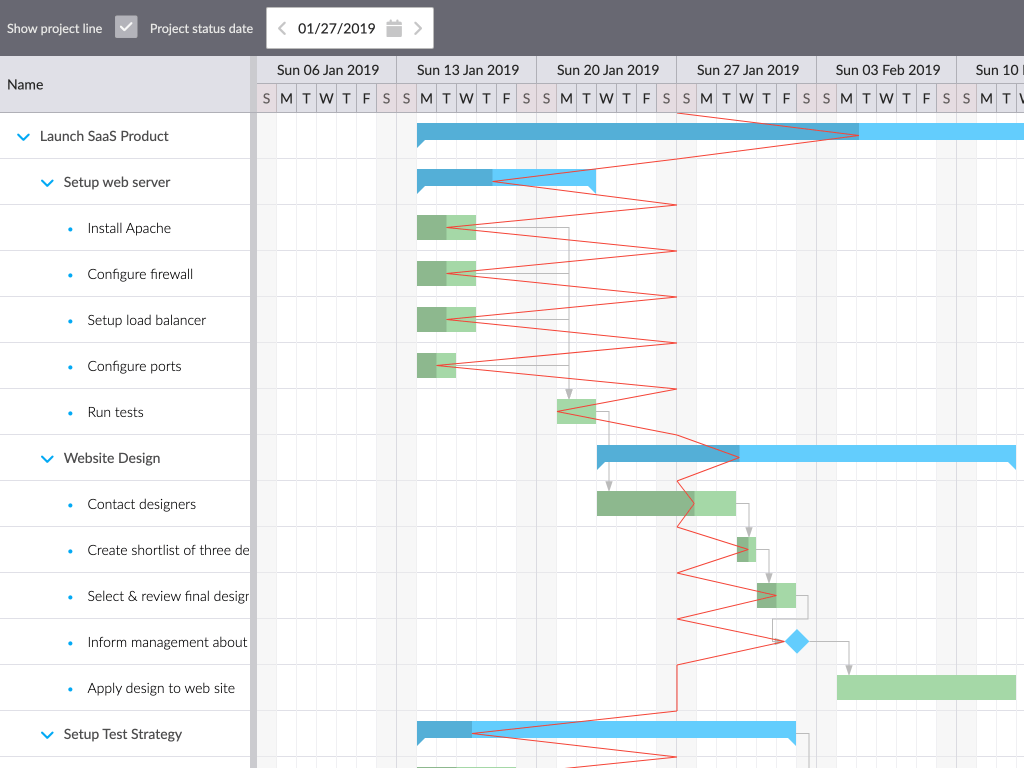 Show project line Project status date 01/27/2019
Name
Sun 06 Jan 2019 Sun 13 Jan 2019 Sun 20 Jan 2019 Sun 27 Jan 2019 Sun 03 Feb 2019 Sun 10
S M T W T F S S M T W T F S S M T W T F S S M T W T F S S M T W T F S S M T
Launch SaaS Product
Setup web server
Install Apache
Configure firewall
Setup load balancer
Configure ports
Run tests
Website Design
Contact designers
Create shortlist of three de
Select & review final design
Inform management about
Apply design to web site
Setup Test Strategy